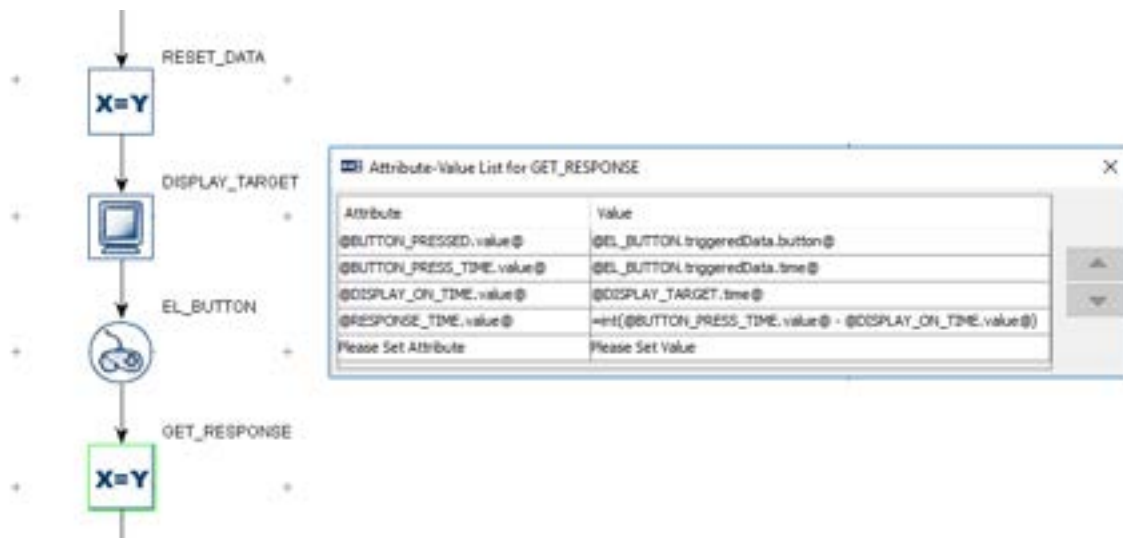 RESET_DATA
X=Y
DISPLAY_TARGET
EL_BUTTON
GET_RESPONSE
X=Y
Attribute-Value List for GET_RESPONSE
Attribute Value
@BUTTON_PRESSED.value@ @EL_BUTTON.triggeredData.button@
@BUTTON_PRESS_TIME.value@ @EL_BUTTON.triggeredData.time@
@DISPLAY_ON_TIME.value@ @DISPLAY_TARGET.time@
@RESPONSE_TIME.value@ =int(@BUTTON_PRESS_TIME.value@ - @DISPLAY_ON_TIME.value@)
Please Set Attribute Please Set Value